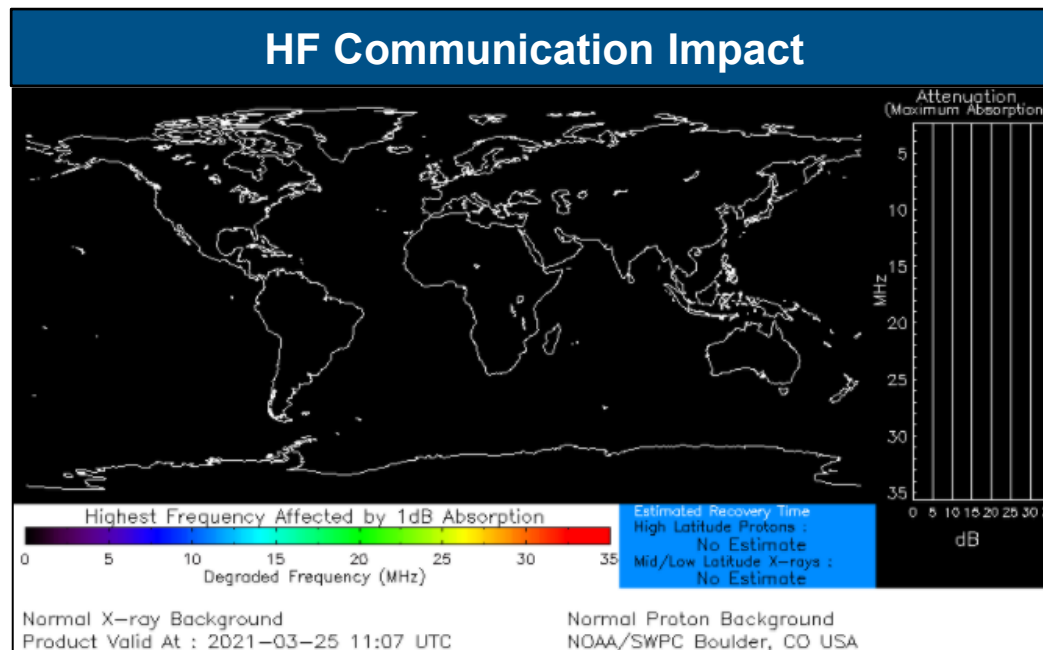 HF Communication Impact
Attenuation
(Maximum Absorption)
5
10
15
20
25
30
35
MHz
0 5 10 15 20 25 30
dB
Highest Frequency Affected by 1dB Absorption
0 5 10 15 20 25 30 35
Degraded Frequency (MHz)
Estimated Recovery Time
High Latitude Protons :
No Estimate
Mid/Low Latitude X-rays :
No Estimate
Normal X-ray Background
Product Valid At : 2021-03-25 11:07 UTC
Normal Proton Background
NOAA/SWPC Boulder, CO USA